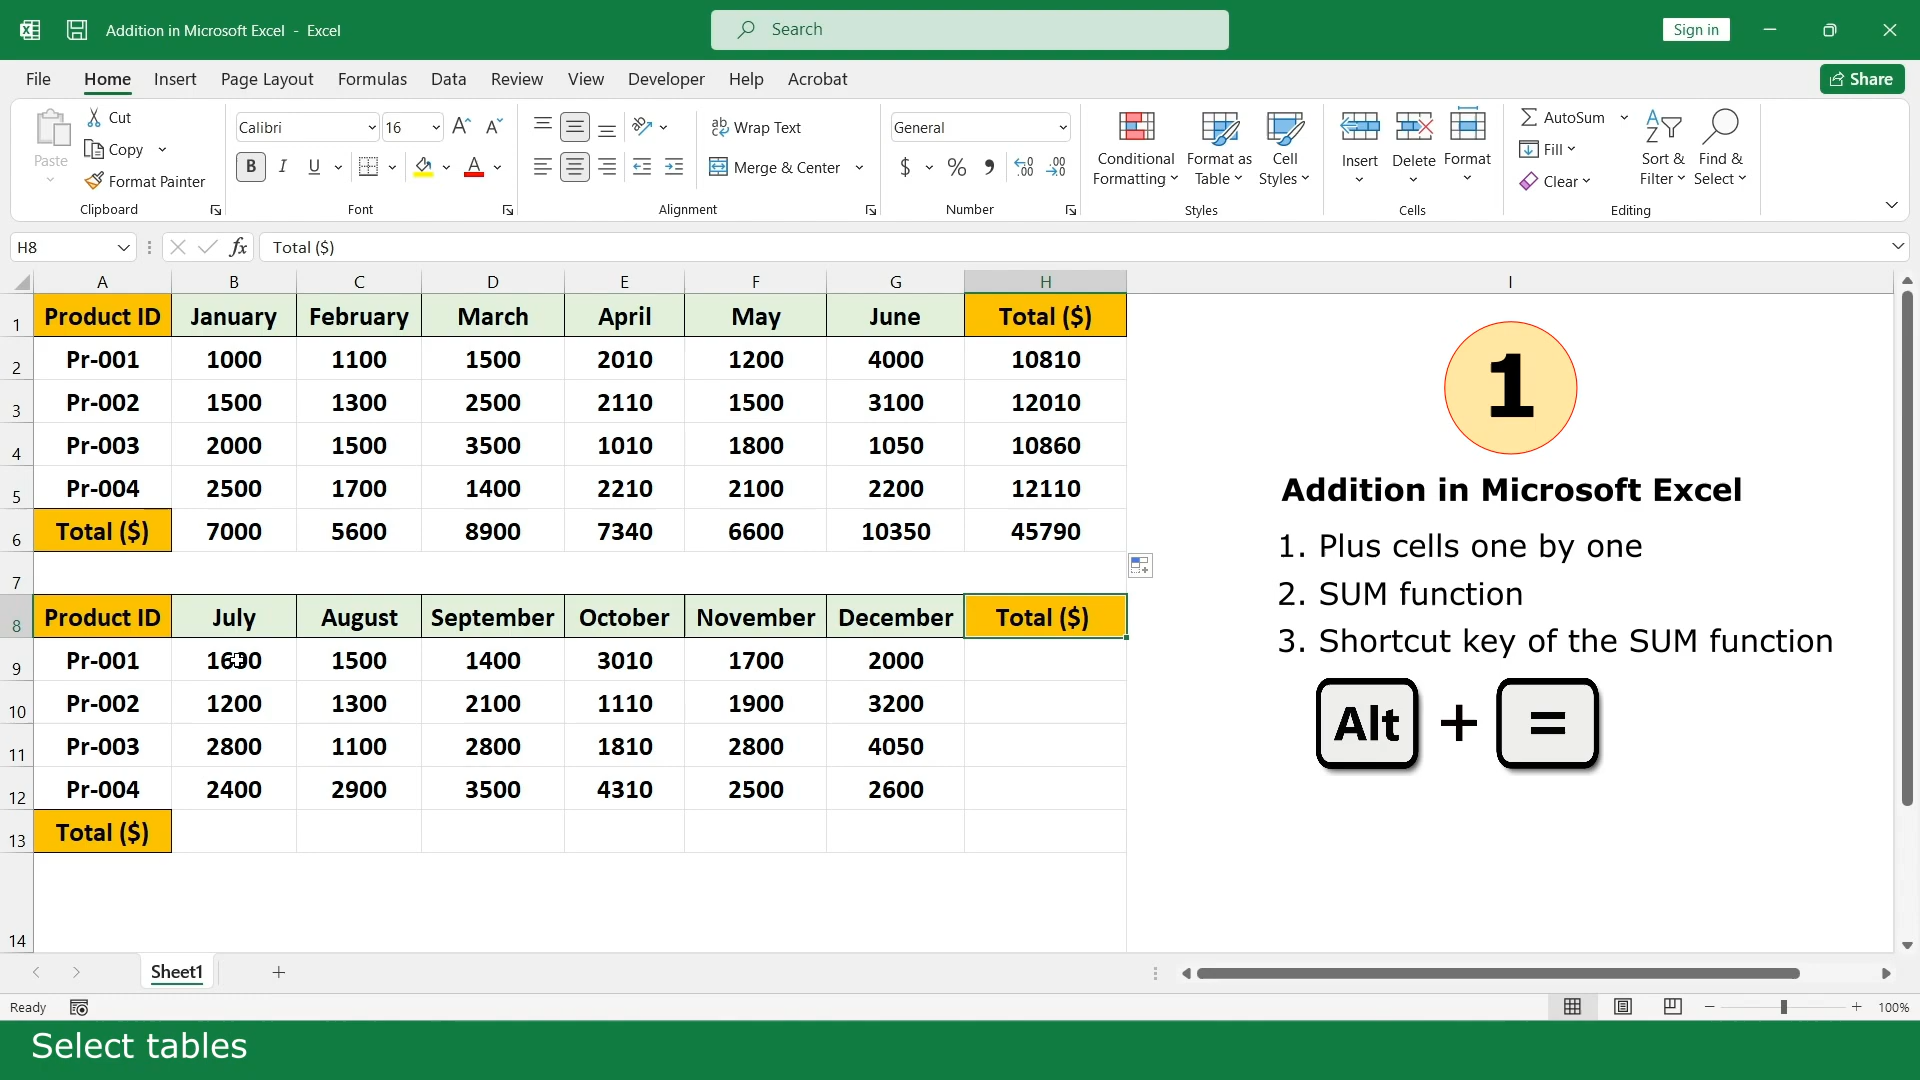 Addition in Microsoft Excel - Excel
Search
Sign in
File Home Insert Page Layout Formulas Data Review View Developer Help Acrobat
Share
Paste
Cut
Copy
Format Painter
Clipboard
Calibri 16
B I U A
Font
Wrap Text
Merge & Center
Alignment
General
$ % ,
Number
Conditional Formatting
Format as Table
Cell Styles
Styles
Insert Delete Format
Cells
AutoSum
Fill
Clear
Sort & Filter
Find & Select
Editing
H8 fx Total ($)
A B C D E F G H I
1 Product ID January February March April May June Total ($)
2 Pr-001 1000 1100 1500 2010 1200 4000 10810
3 Pr-002 1500 1300 2500 2110 1500 3100 12010
4 Pr-003 2000 1500 3500 1010 1800 1050 10860
5 Pr-004 2500 1700 1400 2210 2100 2200 12110
6 Total ($) 7000 5600 8900 7340 6600 10350 45790
7
8 Product ID July August September October November December Total ($)
9 Pr-001 1600 1500 1400 3010 1700 2000
10 Pr-002 1200 1300 2100 1110 1900 3200
11 Pr-003 2800 1100 2800 1810 2800 4050
12 Pr-004 2400 2900 3500 4310 2500 2600
13 Total ($)
14
1
Addition in Microsoft Excel
1. Plus cells one by one
2. SUM function
3. Shortcut key of the SUM function
Alt + =
Sheet1
Ready
100%
Select tables